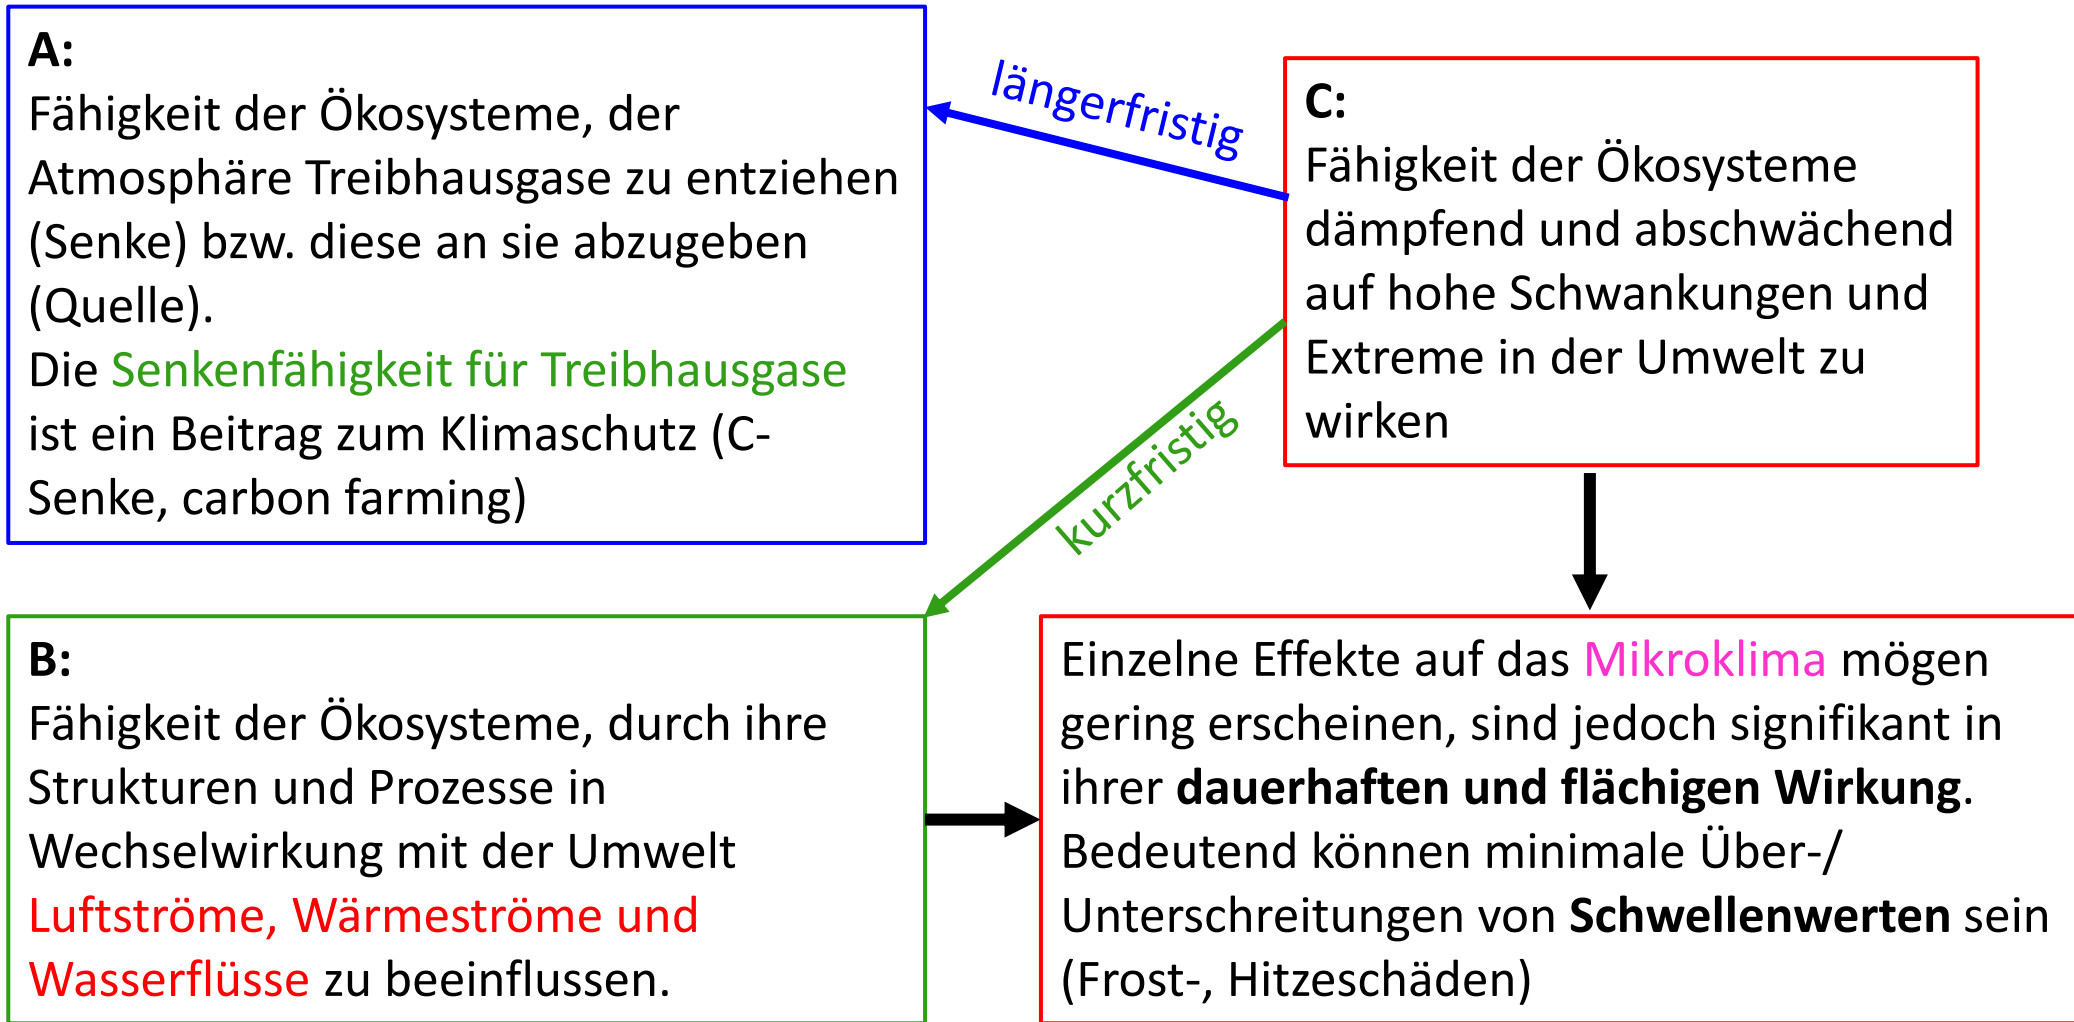 A:
Fähigkeit der Ökosysteme, der
Atmosphäre Treibhausgase zu entziehen
(Senke) bzw. diese an sie abzugeben
(Quelle).
Die Senkenfähigkeit für Treibhausgase
ist ein Beitrag zum Klimaschutz (C-
Senke, carbon farming)
längerfristig
C:
Fähigkeit der Ökosysteme
dämpfend und abschwächend
auf hohe Schwankungen und
Extreme in der Umwelt zu
wirken
kurzfristig
B:
Fähigkeit der Ökosysteme, durch ihre
Strukturen und Prozesse in
Wechselwirkung mit der Umwelt
Luftströme, Wärmeströme und
Wasserflüsse zu beeinflussen.
Einzelne Effekte auf das Mikroklima mögen
gering erscheinen, sind jedoch signifikant in
ihrer dauerhaften und flächigen Wirkung.
Bedeutend können minimale Über-/
Unterschreitungen von Schwellenwerten sein
(Frost-, Hitzeschäden)